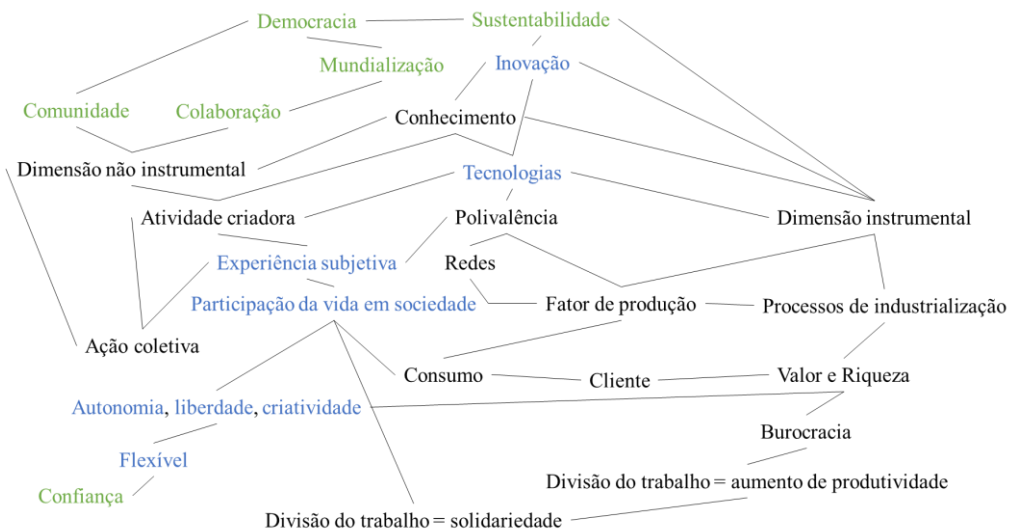 Democracia
Sustentabilidade
Mundialização
Inovação
Comunidade
Colaboração
Conhecimento
Dimensão não instrumental
Tecnologias
Atividade criadora
Polivalência
Dimensão instrumental
Experiência subjetiva
Redes
Participação da vida em sociedade
Fator de produção
Processos de industrialização
Ação coletiva
Consumo
Cliente
Valor e Riqueza
Autonomia, liberdade, criatividade
Burocracia
Flexível
Divisão do trabalho = aumento de produtividade
Confiança
Divisão do trabalho = solidariedade